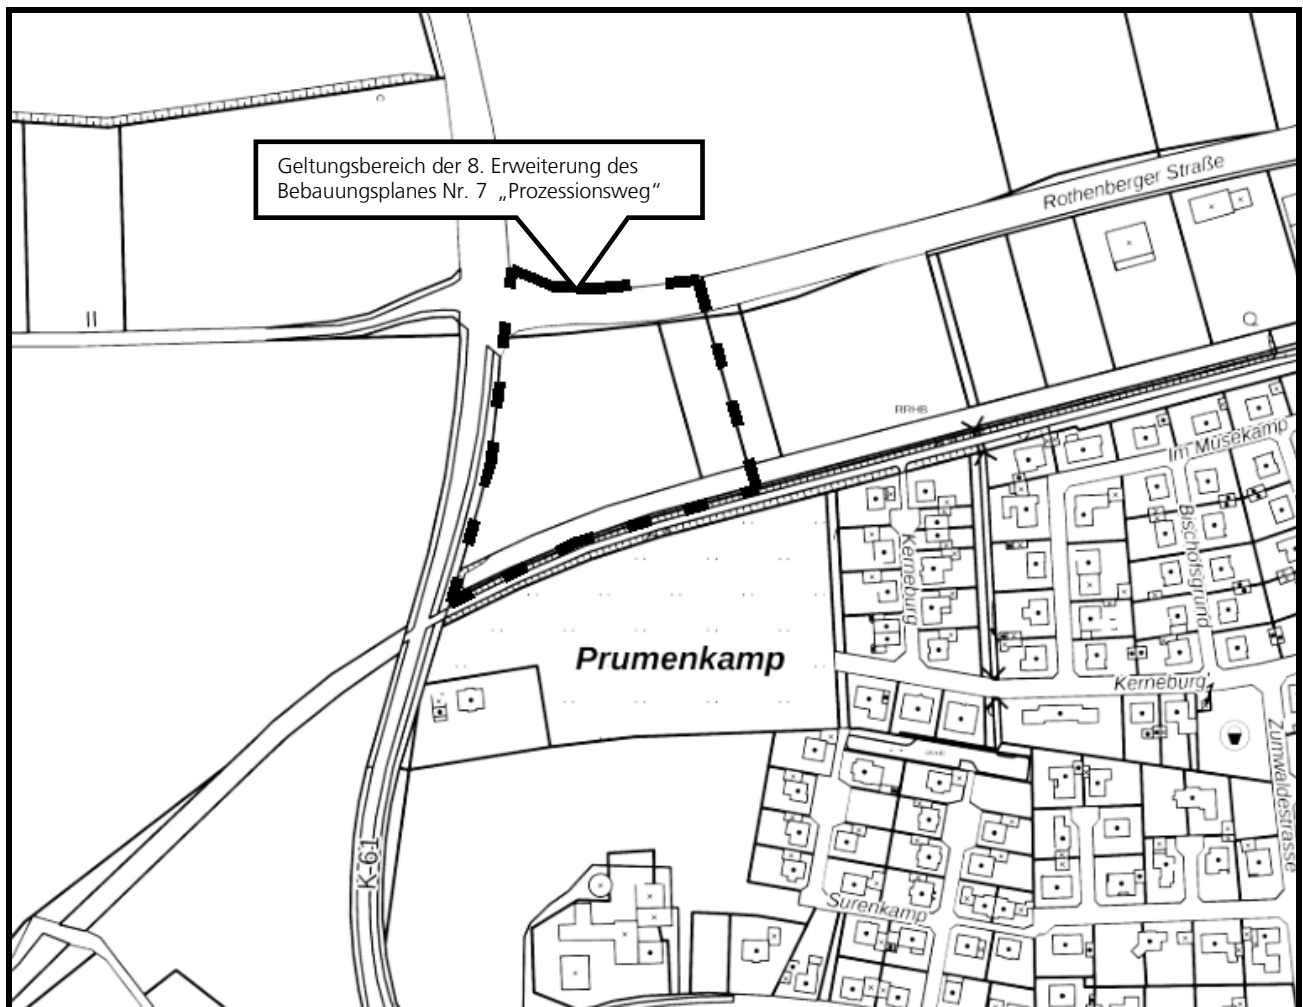 Geltungsbereich der 8. Erweiterung des
Bebauungsplanes Nr. 7 „Prozessionsweg“
Rothenberger Straße
II
RRHB
Im Müsekamp
Bischofsgrund
Kerneburg
Prumenkamp
Kerneburg
Zumwaldestrasse
K-61
Surenkamp